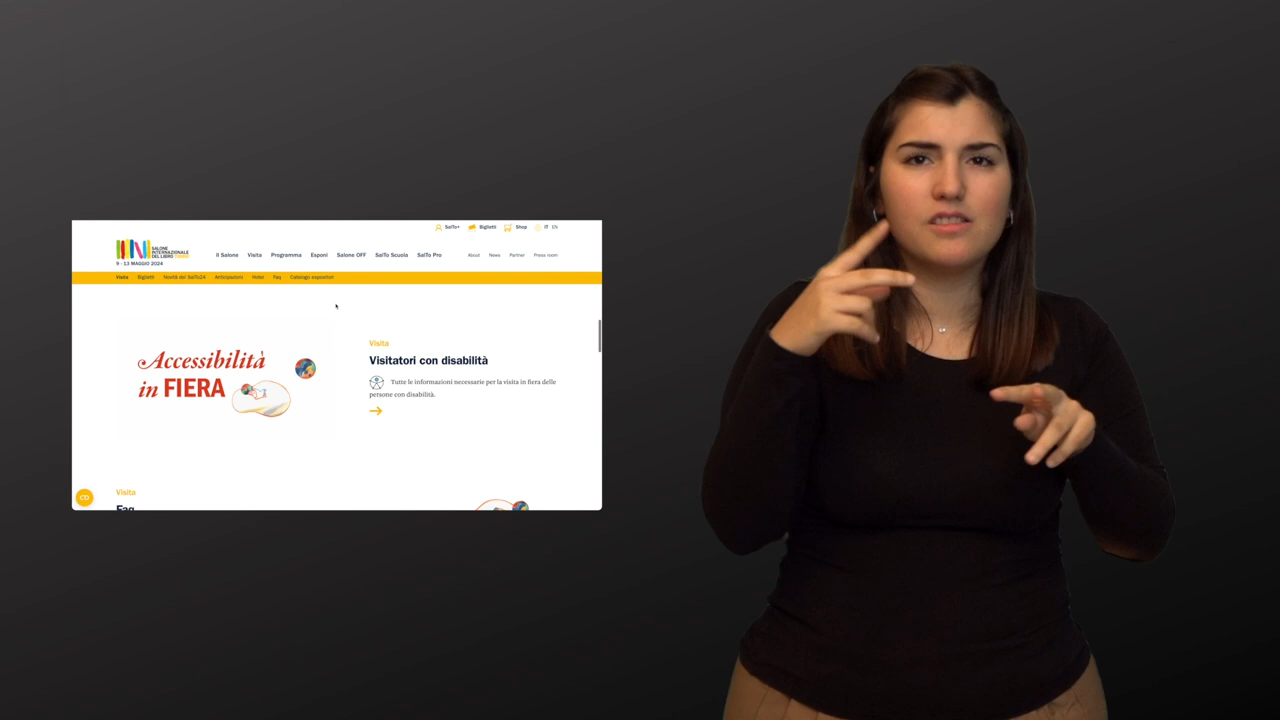 SalTo+
Biglietti
Shop
IT EN
SALONE
INTERNAZIONALE
DEL LIBRO TORINO
9 - 13 MAGGIO 2024
Il Salone
Visita
Programma
Esponi
Salone OFF
SalTo Scuola
SalTo Pro
About
News
Partner
Press room
Visita
Biglietti
Novità del SalTo24
Anticipazioni
Hotel
Faq
Catalogo espositori
Accessibilità
in FIERA
Visita
Visitatori con disabilità
Tutte le informazioni necessarie per la visita in fiera delle
persone con disabilità.
Visita
Faq